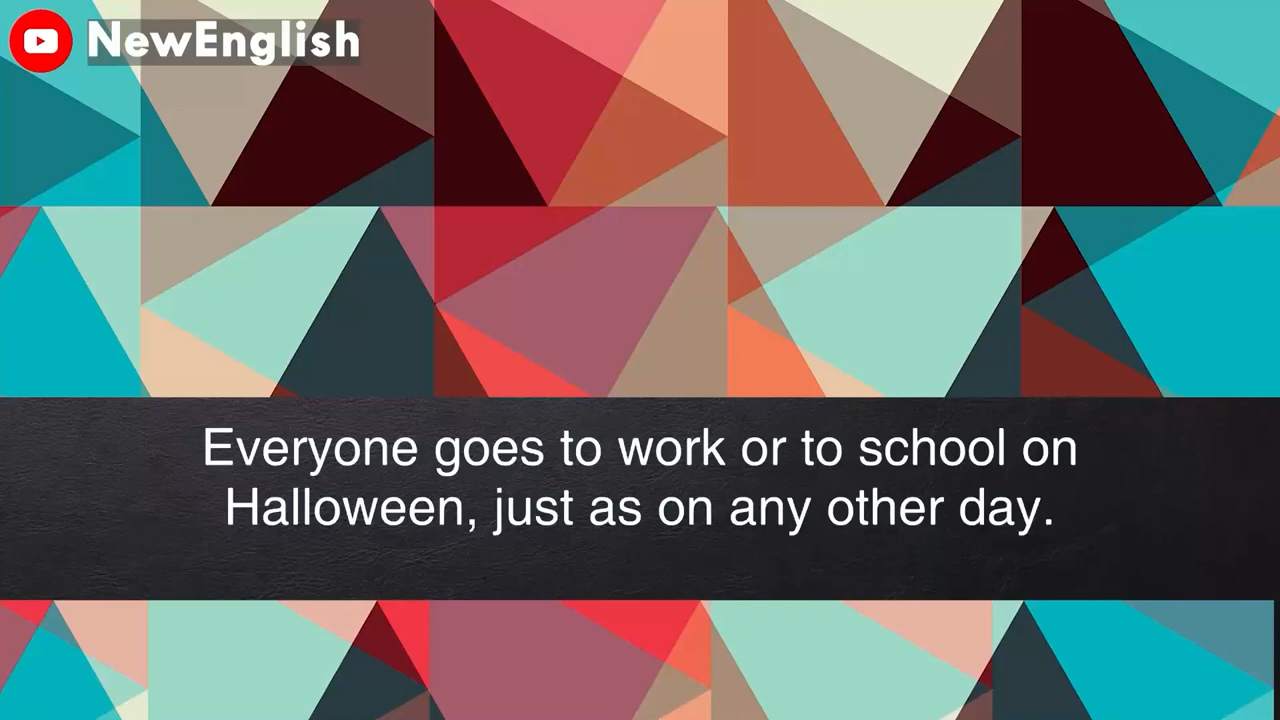 NewEnglish
Everyone goes to work or to school on
Halloween, just as on any other day.